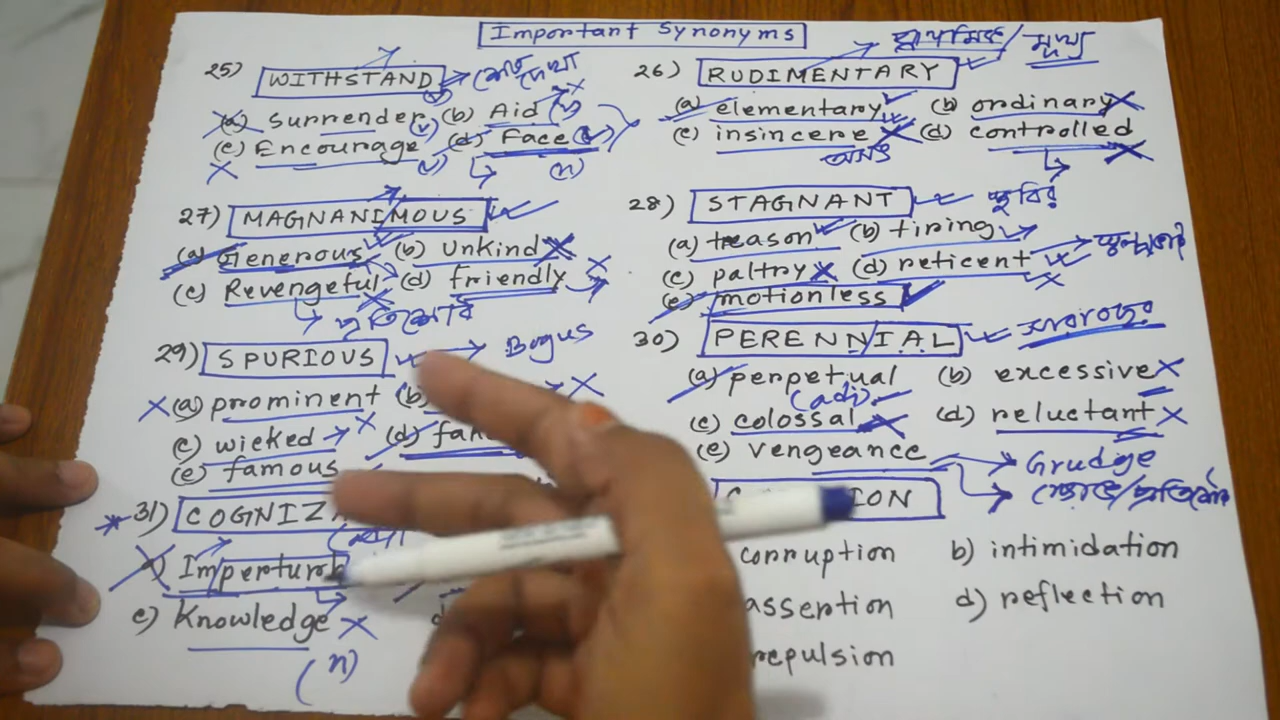 Important Synonyms
25) WITHSTAND
(a) Surrender (v) (b) Aid (v)
(c) Encourage (v) (d) Face (v)
(n)
26) RUDIMENTARY প্রাথমিক/মুখ্য
(a) elementary (b) ordinary
(c) insincere (d) controlled
27) MAGNANIMOUS
(a) Generous (b) Unkind
(c) Revengeful (d) friendly
28) STAGNANT স্থবির
(a) treason (b) tiring
(c) paltry (d) reticent
(e) motionless
29) SPURIOUS Bogus
(a) prominent (b)
(c) wicked (d)
(e) famous
30) PERENNIAL
(a) perpetual (b) excessive
(adj)
(c) colossal (d) reluctant
(e) vengeance Grudge
31)
Imperturb
c) Knowledge
(n)
corruption b) intimidation
assertion d) reflection
repulsion